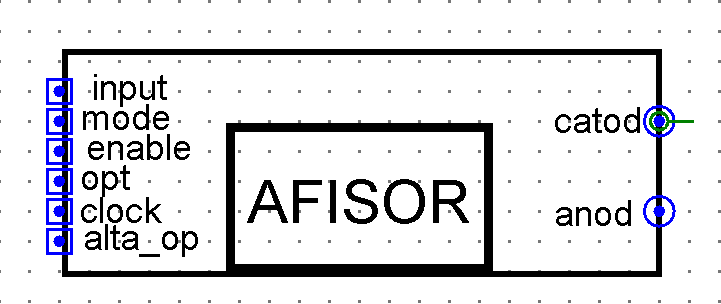 input
mode
enable
opt
clock
alta_op
AFISOR
catod
anod